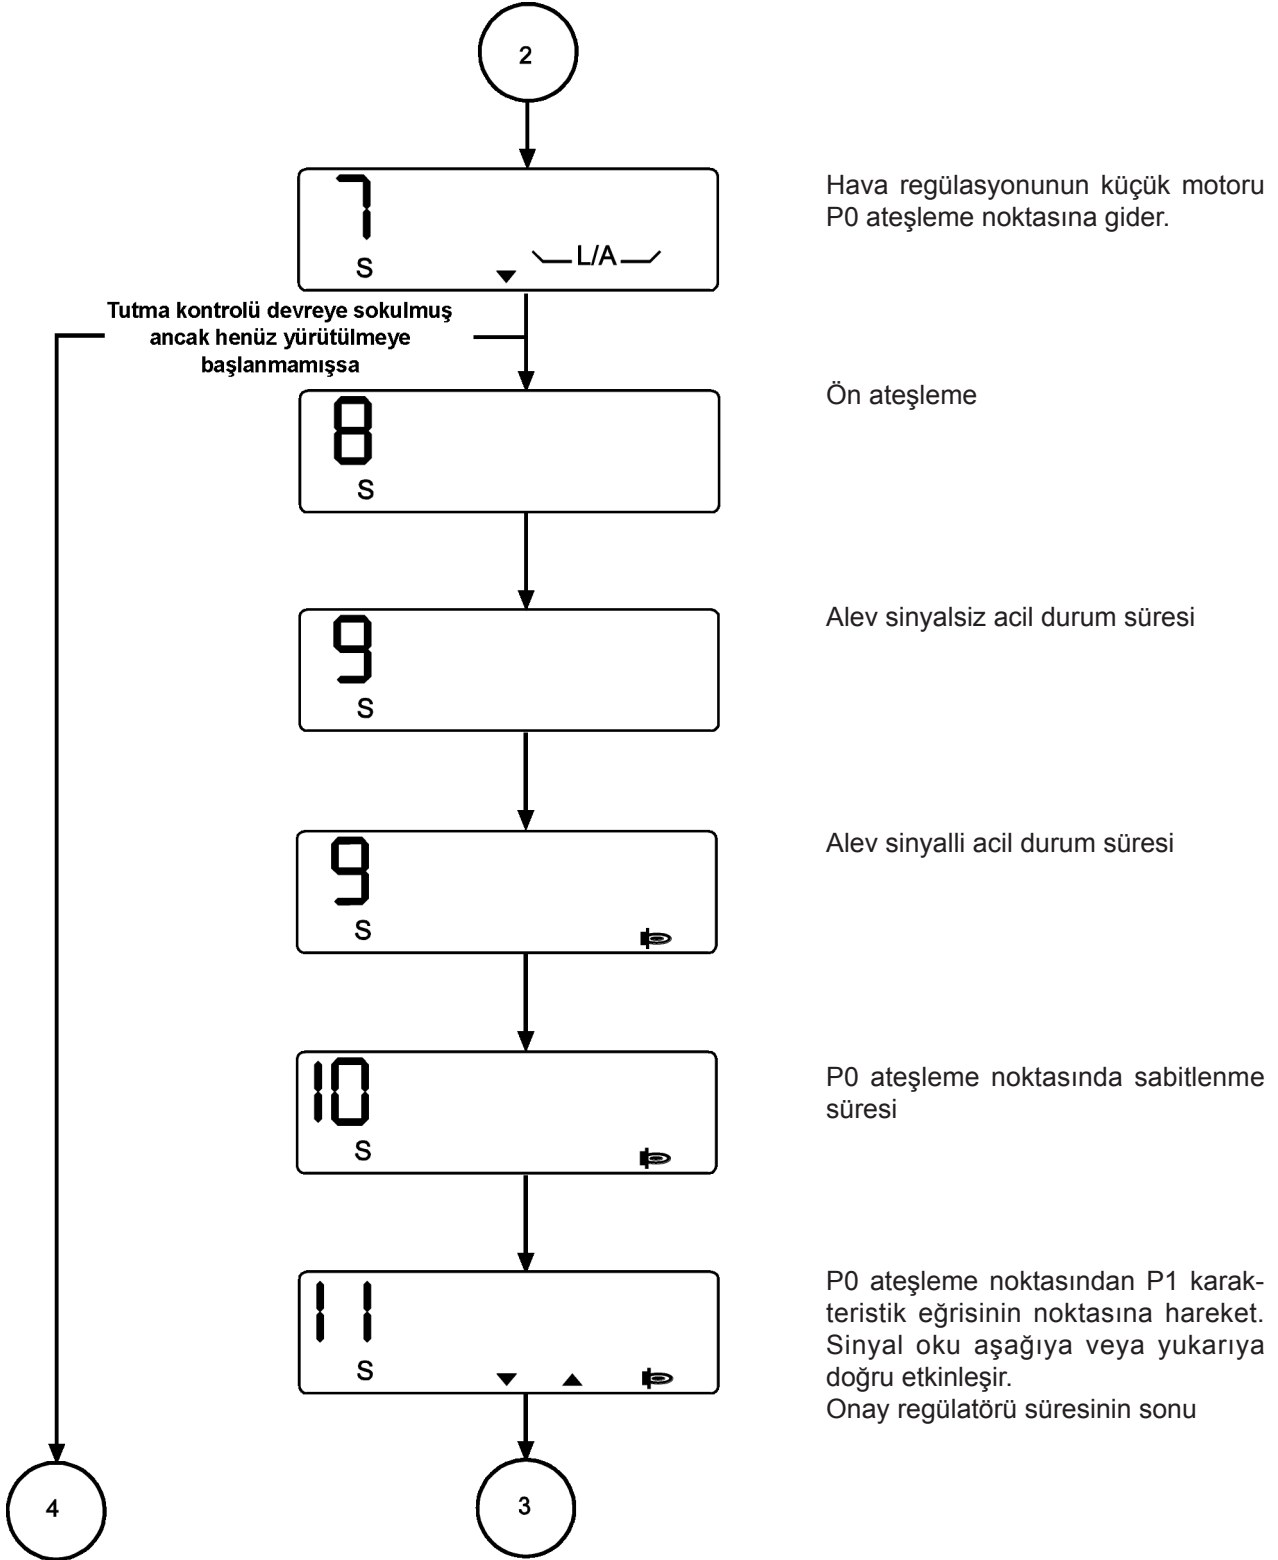 2
7
S
L/A
Hava regülasyonunun küçük motoru
P0 ateşleme noktasına gider.
Tutma kontrolü devreye sokulmuş
ancak henüz yürütülmeye
başlanmamışsa
8
S
Ön ateşleme
9
S
Alev sinyalsiz acil durum süresi
9
S
Alev sinyalli acil durum süresi
10
S
P0 ateşleme noktasında sabitlenme
süresi
11
S
P0 ateşleme noktasından P1 karak-
teristik eğrisinin noktasına hareket.
Sinyal oku aşağıya veya yukarıya
doğru etkinleşir.
Onay regülatörü süresinin sonu
4
3